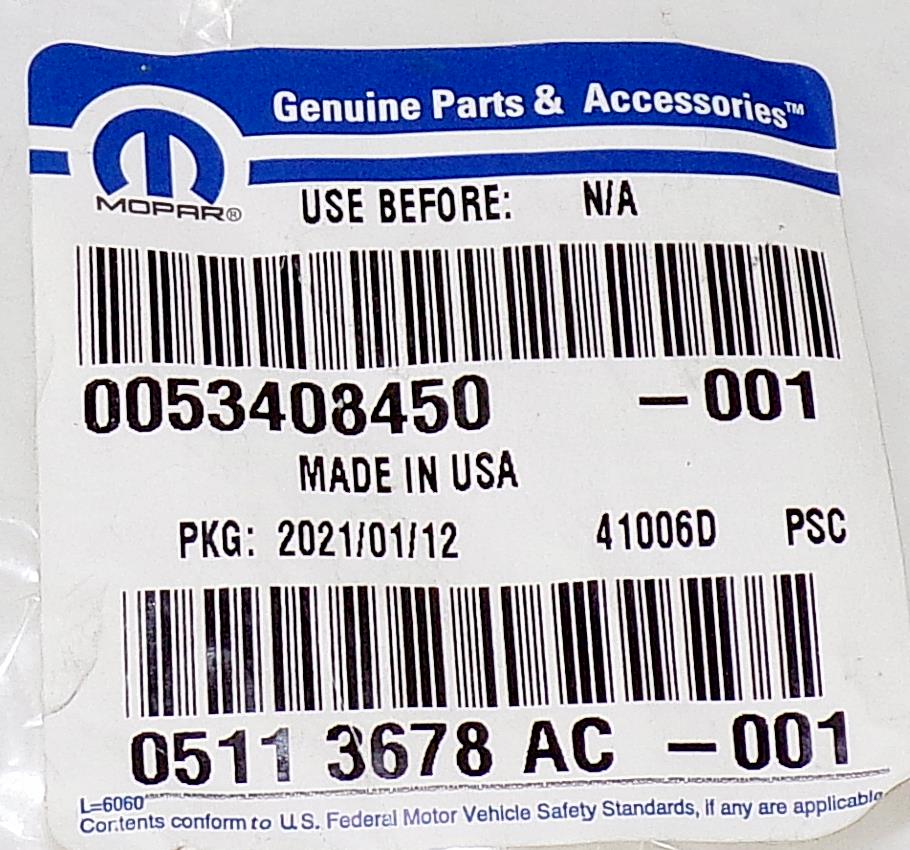 Genuine Parts & Accessories™
MOPAR®
USE BEFORE: N/A
0053408450 -001
MADE IN USA
PKG: 2021/01/12 41006D PSC
0511 3678 AC -001
L=6060
Contents conform to U.S. Federal Motor Vehicle Safety Standards, if any are applicable